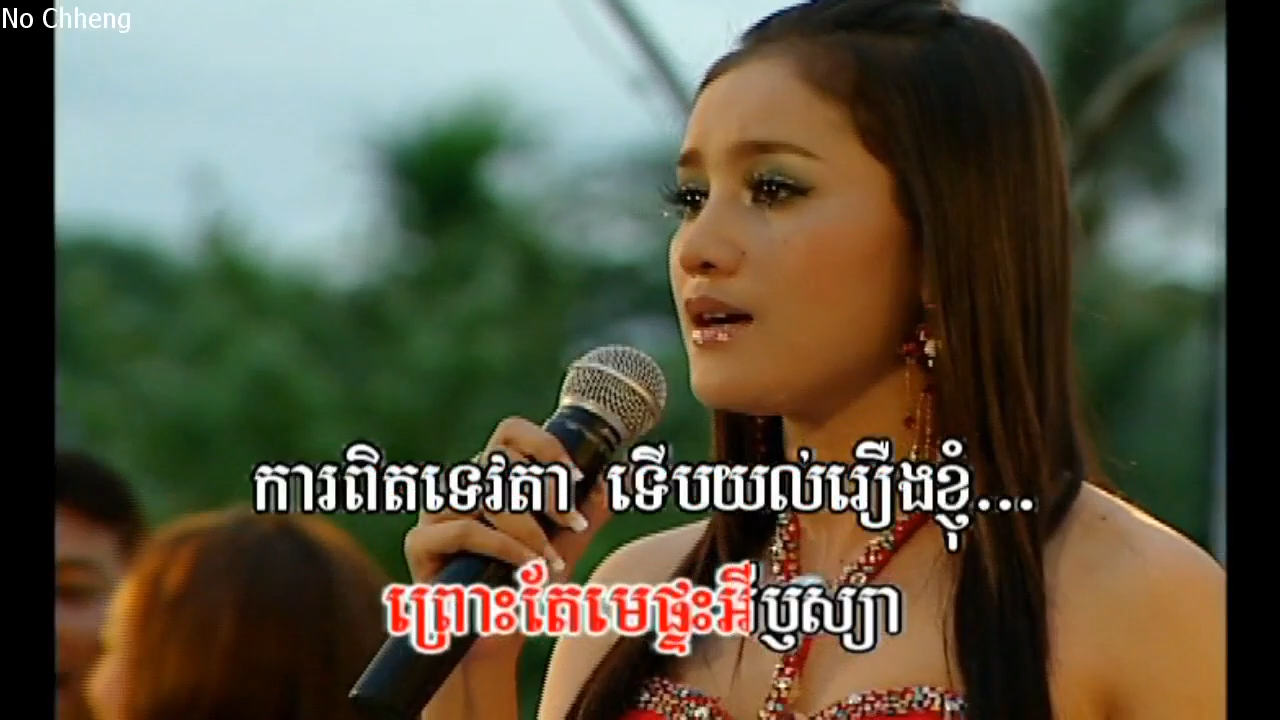 No Chheng
ការពិតទេវតា ទើបយល់រឿងខ្ញុំ...
ព្រោះតែមេផ្ទះអីឬស្យា